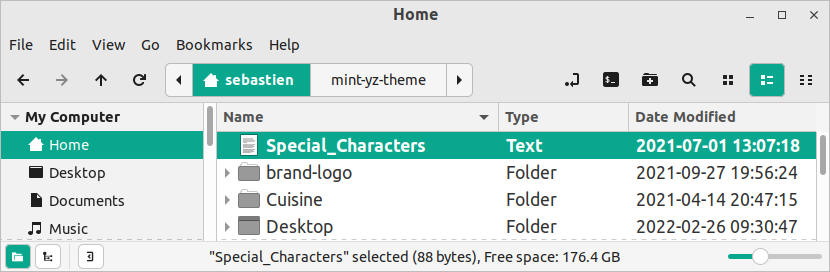 Home
File Edit View Go Bookmarks Help
sebastien mint-yz-theme
My Computer
Home
Desktop
Documents
Music
Name Type Date Modified
Special_Characters Text 2021-07-01 13:07:18
brand-logo Folder 2021-09-27 19:56:24
Cuisine Folder 2021-04-14 20:47:15
Desktop Folder 2022-02-26 09:30:47
"Special_Characters" selected (88 bytes), Free space: 176.4 GB